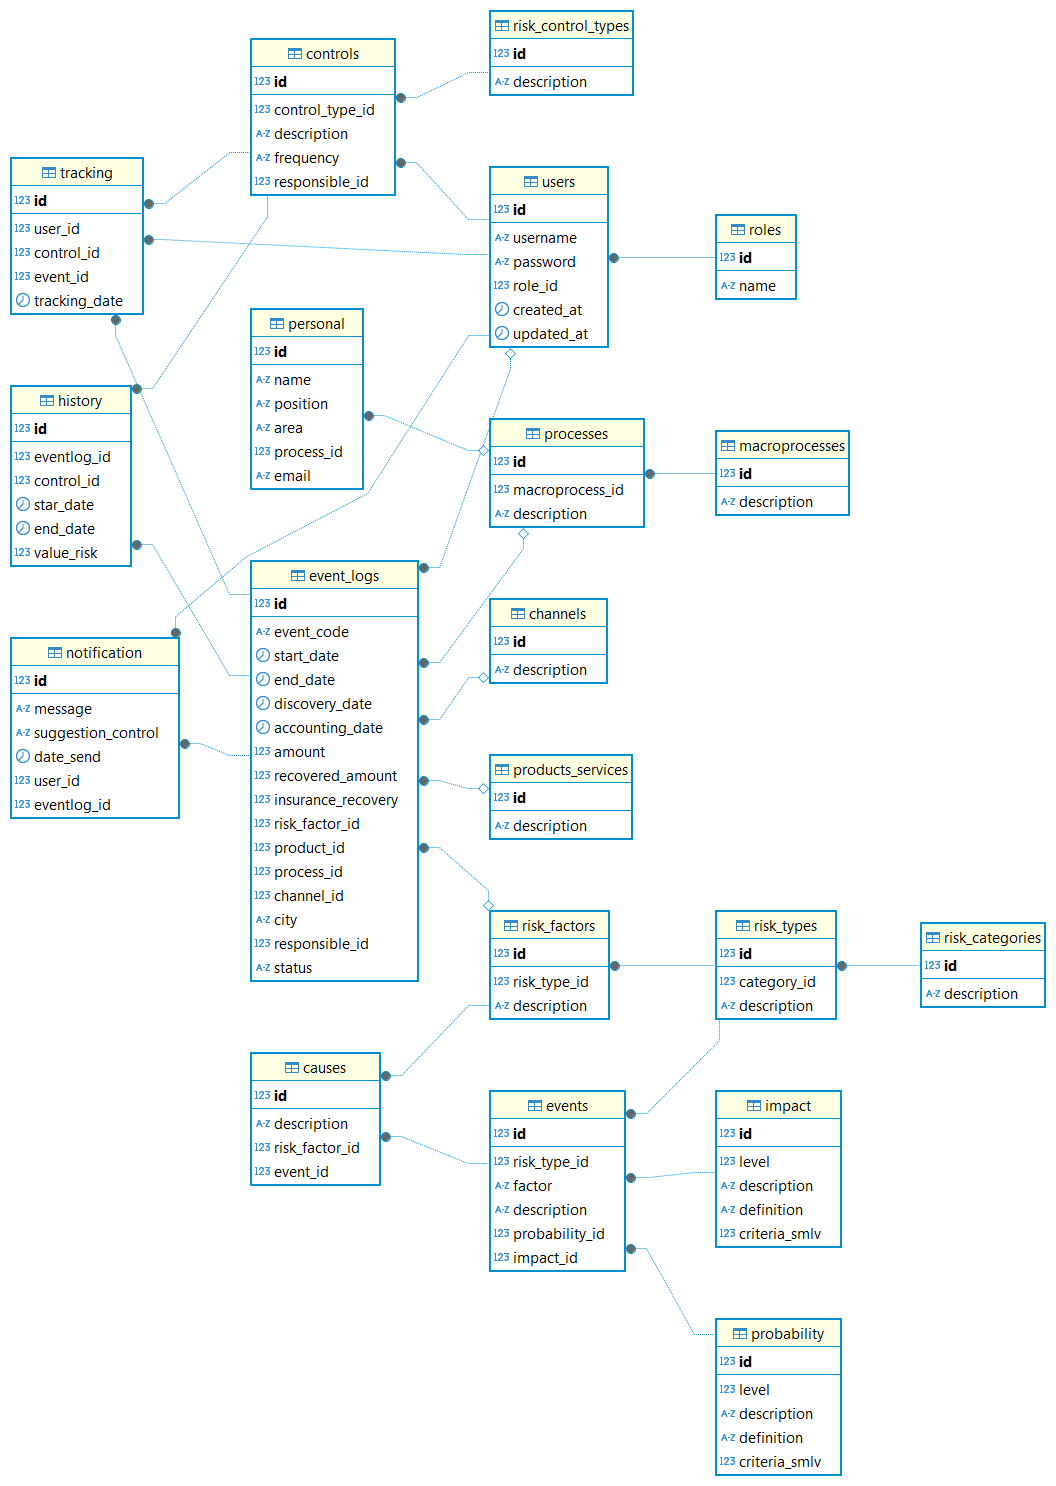 risk_control_types
123 id
A-Z description
controls
123 id
123 control_type_id
A-Z description
A-Z frequency
123 responsible_id
tracking
123 id
123 user_id
123 control_id
123 event_id
tracking_date
users
123 id
A-Z username
A-Z password
123 role_id
created_at
updated_at
roles
123 id
A-Z name
personal
123 id
A-Z name
A-Z position
A-Z area
123 process_id
A-Z email
history
123 id
123 eventlog_id
123 control_id
star_date
end_date
123 value_risk
processes
123 id
123 macroprocess_id
A-Z description
macroprocesses
123 id
A-Z description
event_logs
123 id
A-Z event_code
start_date
end_date
discovery_date
accounting_date
123 amount
123 recovered_amount
123 insurance_recovery
123 risk_factor_id
123 product_id
123 process_id
123 channel_id
A-Z city
123 responsible_id
A-Z status
channels
123 id
A-Z description
notification
123 id
A-Z message
A-Z suggestion_control
date_send
123 user_id
123 eventlog_id
products_services
123 id
A-Z description
risk_factors
123 id
123 risk_type_id
A-Z description
risk_types
123 id
123 category_id
A-Z description
risk_categories
123 id
A-Z description
causes
123 id
A-Z description
123 risk_factor_id
123 event_id
events
123 id
123 risk_type_id
A-Z factor
A-Z description
123 probability_id
123 impact_id
impact
123 id
123 level
A-Z description
A-Z definition
123 criteria_smlv
probability
123 id
123 level
A-Z description
A-Z definition
123 criteria_smlv